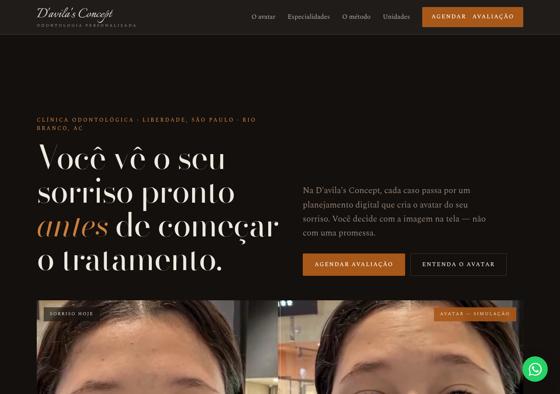 D'avila's Concept
ODONTOLOGIA PERSONALIZADA
O avatar
Especialidades
O método
Unidades
AGENDAR AVALIAÇÃO
CLÍNICA ODONTOLÓGICA · LIBERDADE, SÃO PAULO · RIO
BRANCO, AC
Você vê o seu
sorriso pronto
antes de começar
o tratamento.
Na D'avila's Concept, cada caso passa por um
planejamento digital que cria o avatar do seu
sorriso. Você decide com a imagem na tela — não
com uma promessa.
AGENDAR AVALIAÇÃO
ENTENDA O AVATAR
SORRISO HOJE
AVATAR — SIMULAÇÃO